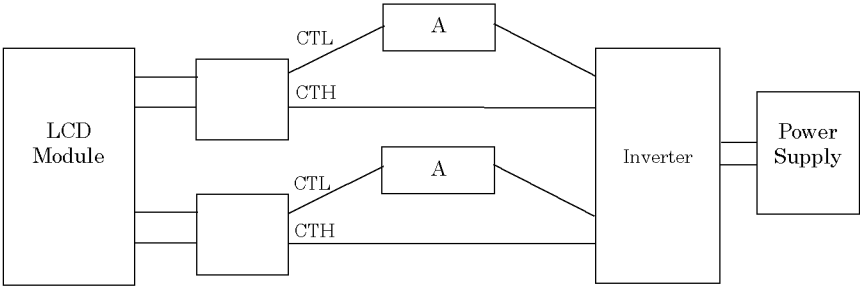 A
CTL
CTH
LCD
Module
Power
Supply
Inverter
A
CTL
CTH